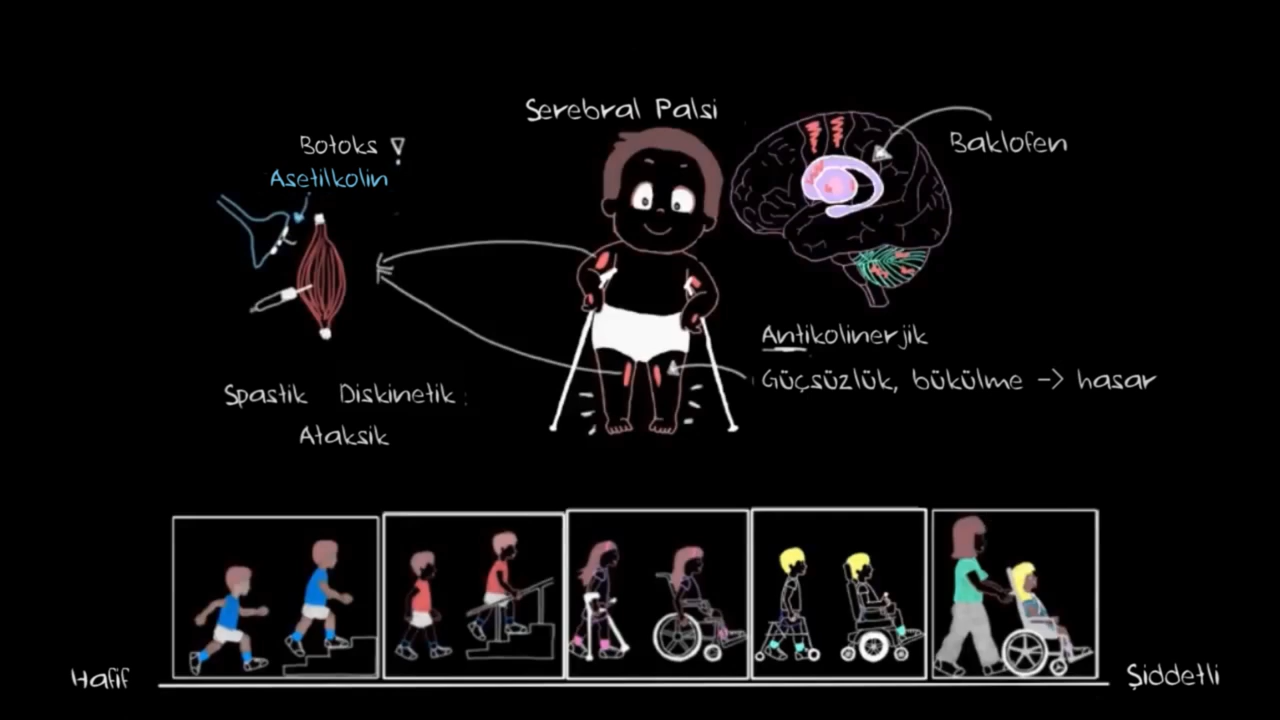 Serebral Palsi
Botoks
Asetilkolin
Baklofen
Antikolinerjik
Güçsüzlük, bükülme -> hasar
Spastik Diskinetik
Ataksik
Hafif
Şiddetli